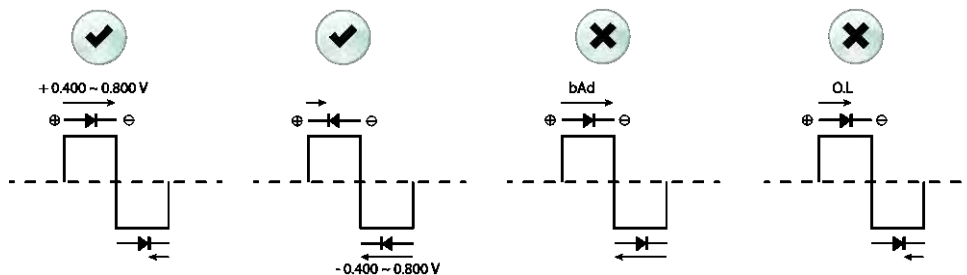 + 0.400 ~ 0.800 V
bAd
O.L
⊕ ⊖
⊕ ⊖
⊕ ⊖
⊕ ⊖
- 0.400 ~ 0.800 V